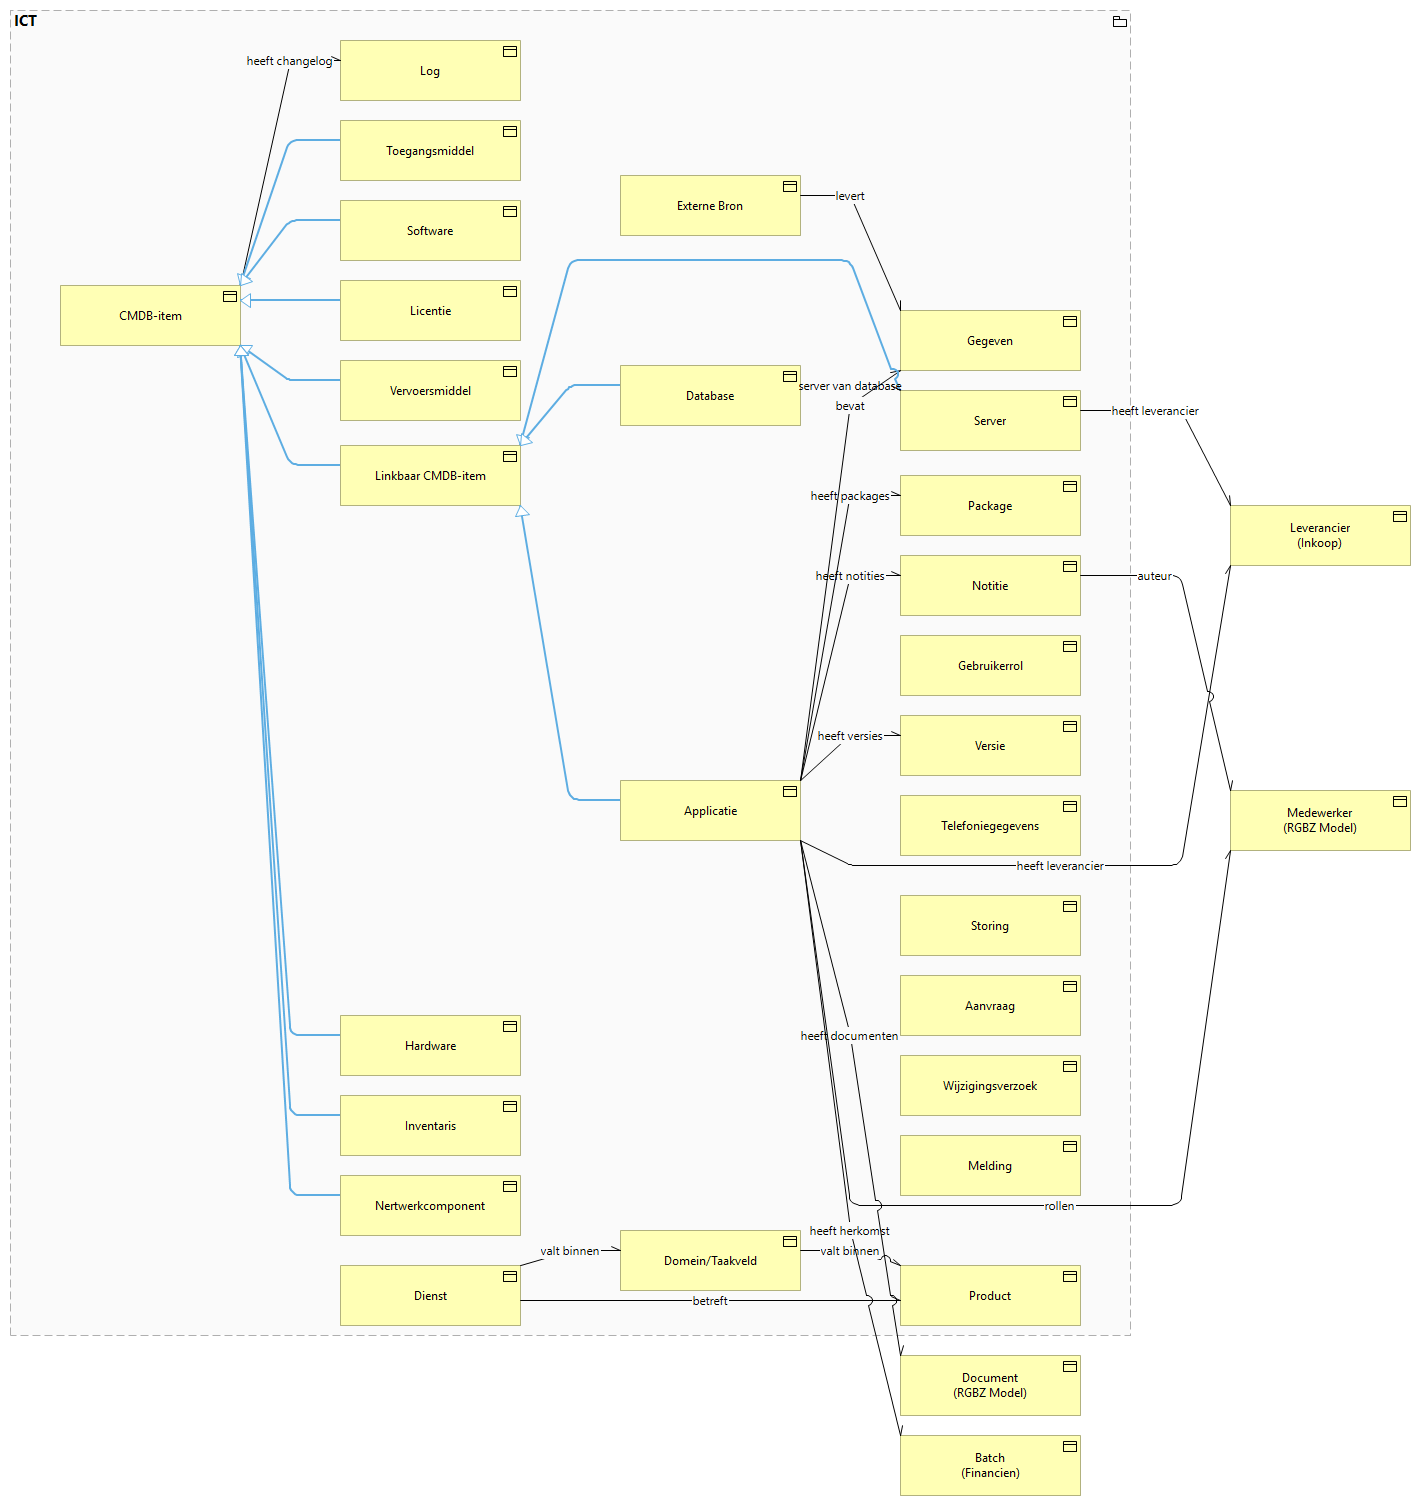 ICT
heeft changelog
Log
Toegangsmiddel
Software
Externe Bron
levert
CMDB-item
Licentie
Gegeven
Vervoersmiddel
Database
server van database
bevat
Server
heeft leverancier
Linkbaar CMDB-item
heeft packages
Package
Leverancier
(Inkoop)
heeft notities
Notitie
auteur
Gebruikerrol
heeft versies
Versie
Applicatie
Telefoniegegevens
Medewerker
(RGBZ Model)
heeft leverancier
Storing
Aanvraag
heeft documenten
Hardware
Wijzigingsverzoek
Inventaris
Melding
Nertwerkcomponent
rollen
heeft herkomst
valt binnen
Domein/Taakveld
valt binnen
Dienst
betreft
Product
Document
(RGBZ Model)
Batch
(Financien)